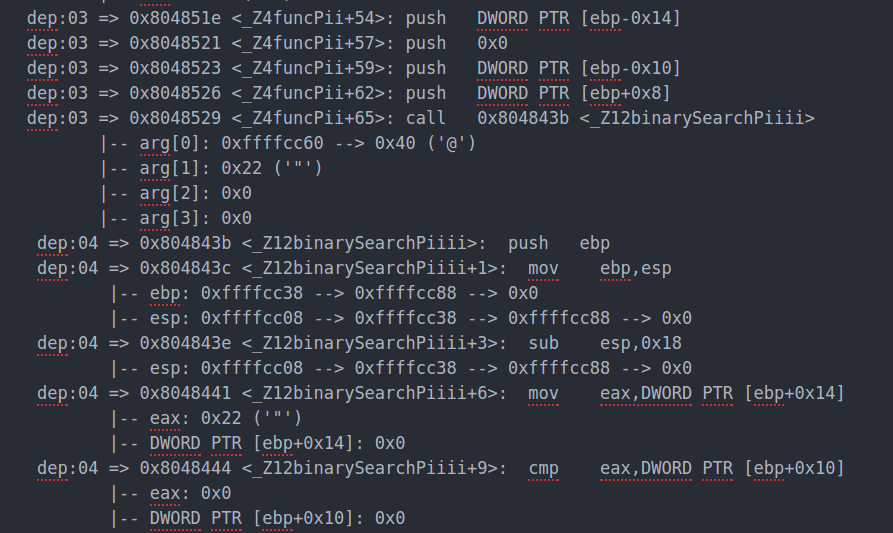 dep:03 => 0x804851e <_Z4funcPii+54>: push   DWORD PTR [ebp-0x14]
dep:03 => 0x8048521 <_Z4funcPii+57>: push   0x0
dep:03 => 0x8048523 <_Z4funcPii+59>: push   DWORD PTR [ebp-0x10]
dep:03 => 0x8048526 <_Z4funcPii+62>: push   DWORD PTR [ebp+0x8]
dep:03 => 0x8048529 <_Z4funcPii+65>: call   0x804843b <_Z12binarySearchPiiii>
|-- arg[0]: 0xffffcc60 --> 0x40 ('@')
|-- arg[1]: 0x22 ('"')
|-- arg[2]: 0x0
|-- arg[3]: 0x0
dep:04 => 0x804843b <_Z12binarySearchPiiii>:  push   ebp
dep:04 => 0x804843c <_Z12binarySearchPiiii+1>:  mov    ebp,esp
|-- ebp: 0xffffcc38 --> 0xffffcc88 --> 0x0
|-- esp: 0xffffcc08 --> 0xffffcc38 --> 0xffffcc88 --> 0x0
dep:04 => 0x804843e <_Z12binarySearchPiiii+3>:  sub    esp,0x18
|-- esp: 0xffffcc08 --> 0xffffcc38 --> 0xffffcc88 --> 0x0
dep:04 => 0x8048441 <_Z12binarySearchPiiii+6>:  mov    eax,DWORD PTR [ebp+0x14]
|-- eax: 0x22 ('"')
|-- DWORD PTR [ebp+0x14]: 0x0
dep:04 => 0x8048444 <_Z12binarySearchPiiii+9>:  cmp    eax,DWORD PTR [ebp+0x10]
|-- eax: 0x0
|-- DWORD PTR [ebp+0x10]: 0x0